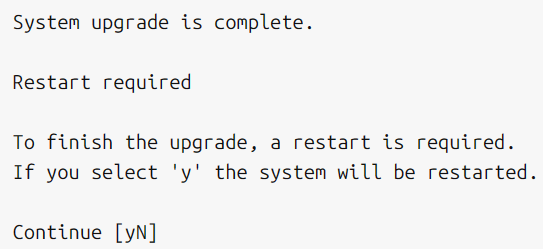 System upgrade is complete.
Restart required
To finish the upgrade, a restart is required.
If you select 'y' the system will be restarted.
Continue [yN]